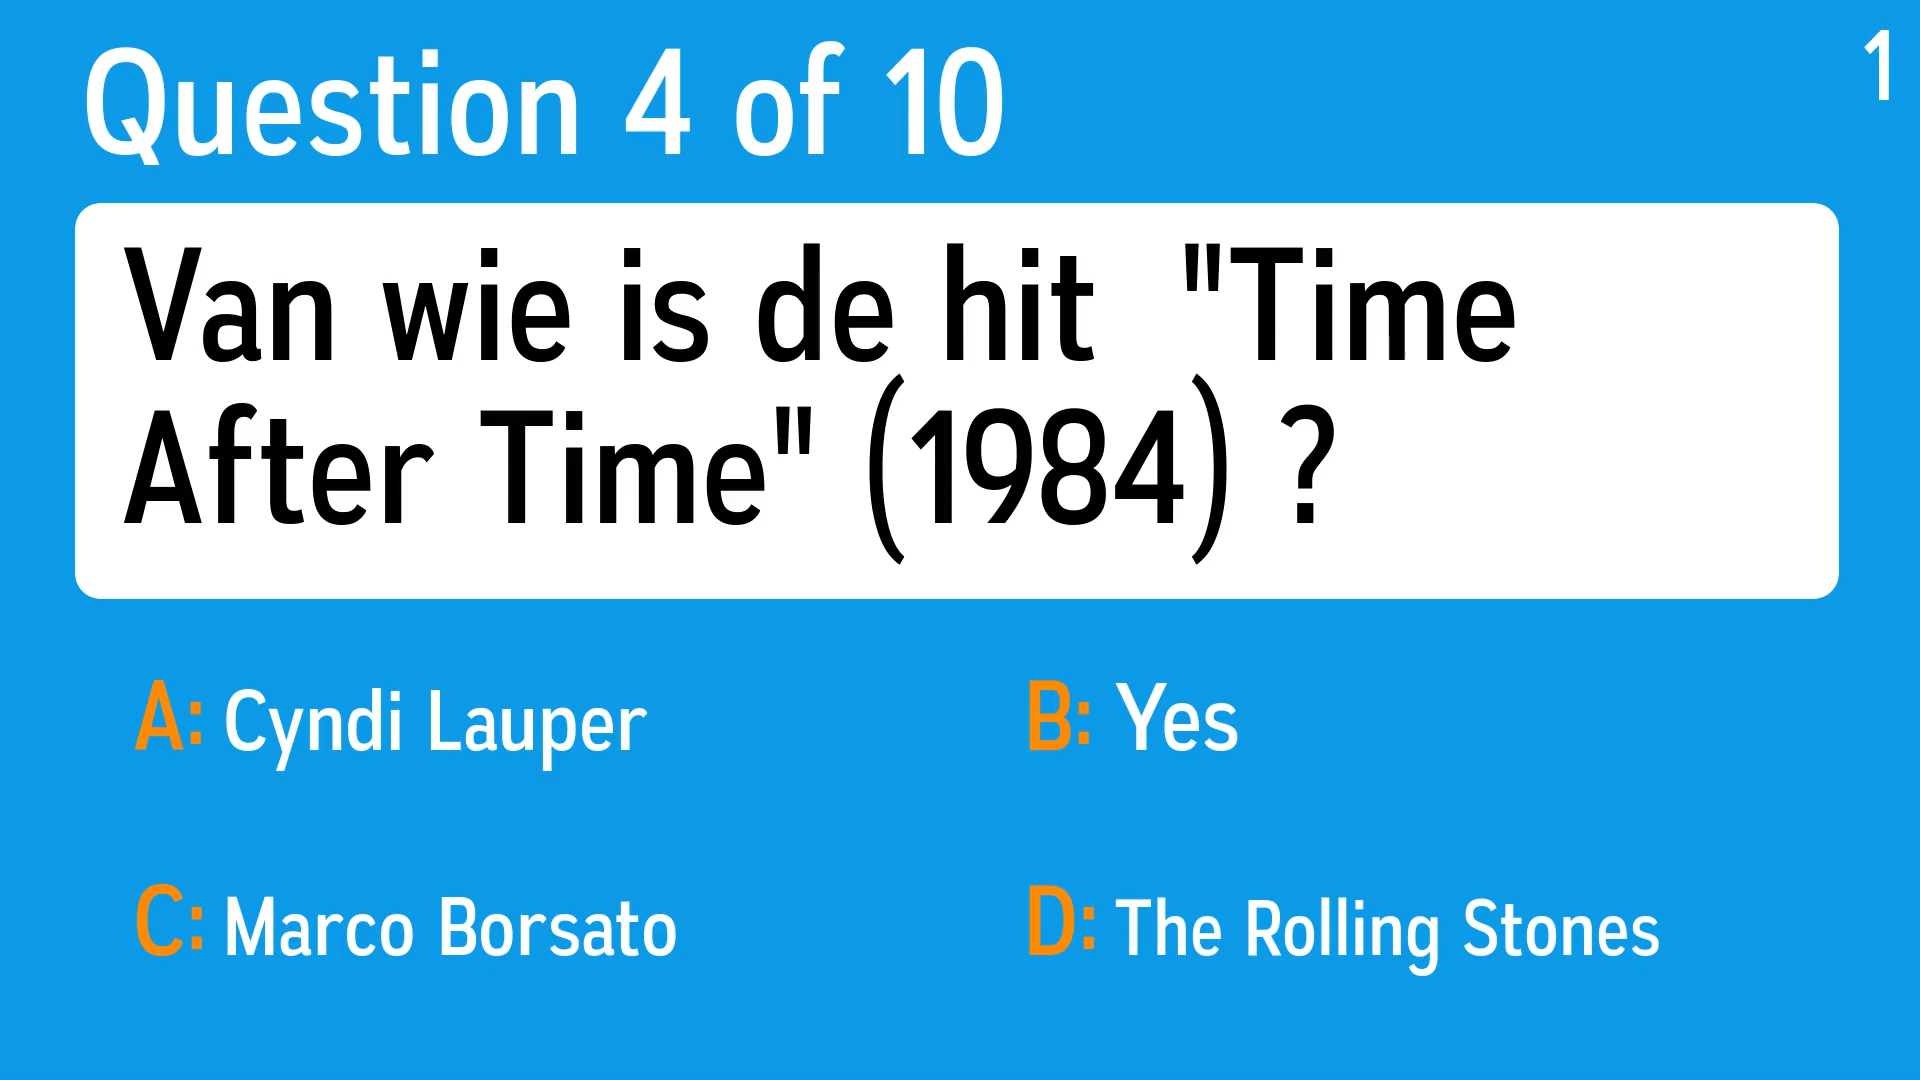 Question 4 of 10
1
Van wie is de hit  "Time
After Time" (1984) ?
A: Cyndi Lauper
B: Yes
C: Marco Borsato
D: The Rolling Stones